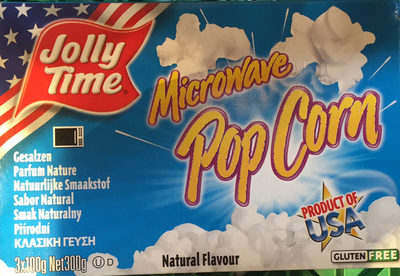 Jolly
Time®
Microwave
Pop Corn
Gesalzen
Parfum Nature
Natuurlijke Smaakstof
Sabor Natural
Smak Naturalny
Přírodní
ΚΛΑΣΙΚΗ ΓΕΥΣΗ
3x100g Net300g U D
Natural Flavour
PRODUCT OF
USA
GLUTEN FREE